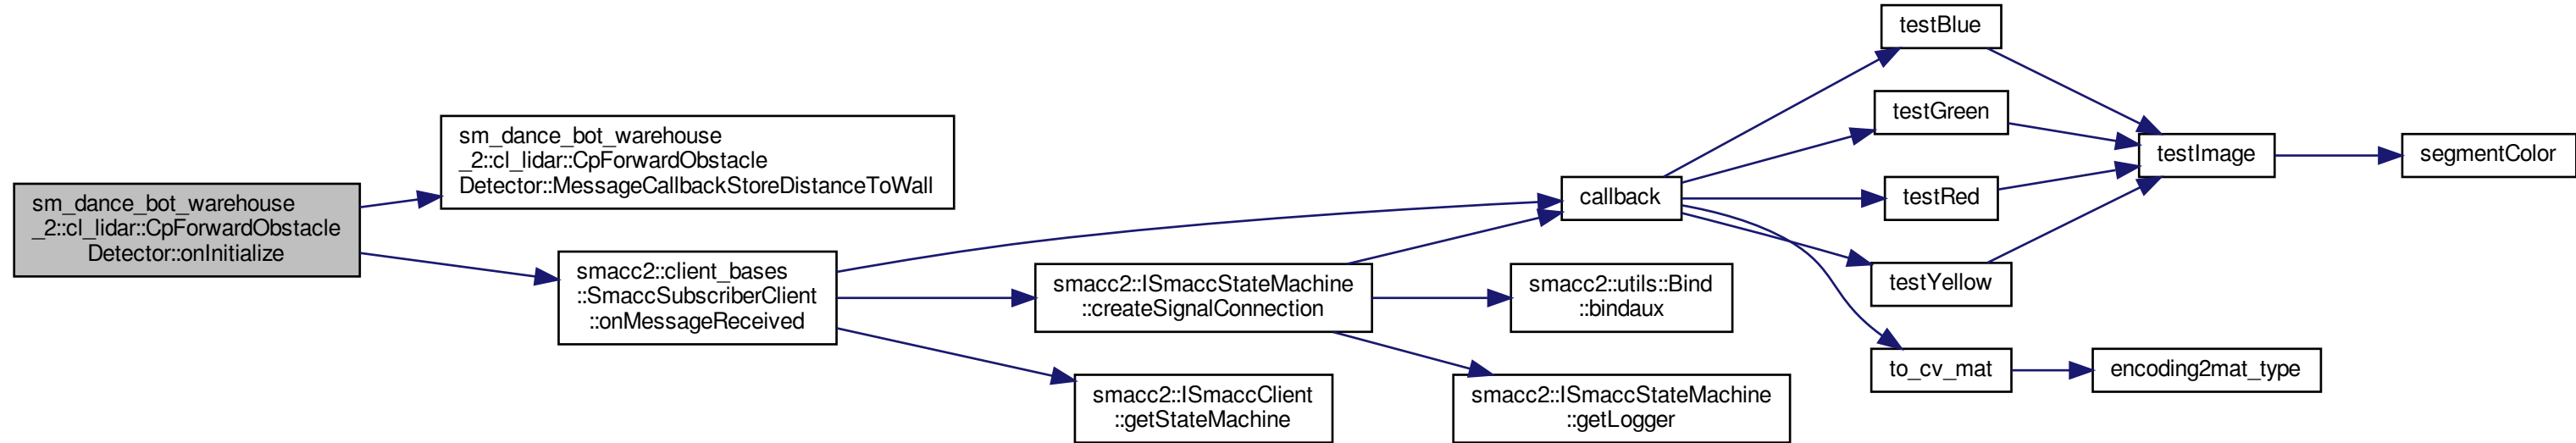 sm_dance_bot_warehouse
_2::cl_lidar::CpForwardObstacle
Detector::onInitialize
sm_dance_bot_warehouse
_2::cl_lidar::CpForwardObstacle
Detector::MessageCallbackStoreDistanceToWall
smacc2::client_bases
::SmaccSubscriberClient
::onMessageReceived
smacc2::ISmaccStateMachine
::createSignalConnection
smacc2::ISmaccClient
::getStateMachine
callback
smacc2::utils::Bind
::bindaux
smacc2::ISmaccStateMachine
::getLogger
testBlue
testGreen
testRed
testYellow
to_cv_mat
testImage
encoding2mat_type
segmentColor